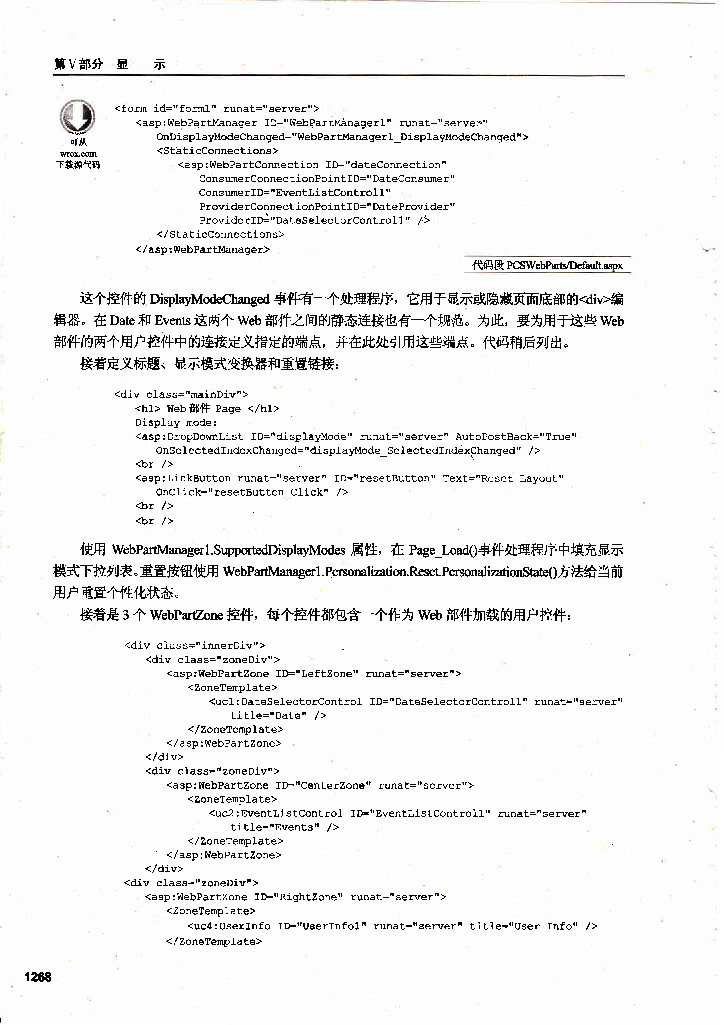 第V部分 显 示
可从
wrox.com
下载源代码
<form id="form1" runat="server">
<asp:WebPartManager ID="WebPartManager1" runat="server"
OnDisplayModeChanged="WebPartManager1_DisplayModeChanged">
<StaticConnections>
<asp:WebPartConnection ID="dateConnection"
ConsumerConnectionPointID="DateConsumer"
ConsumerID="EventListControl1"
ProviderConnectionPointID="DateProvider"
ProviderID="DateSelectorControl1" />
</StaticConnections>
</asp:WebPartManager>
代码段 PCSWebParts/Default.aspx
这个控件的 DisplayModeChanged 事件有一个处理程序，它用于显示或隐藏页面底部的<div>编
辑器。在 Date 和 Events 这两个 Web 部件之间的静态连接也有一个规范。为此，要为用于这些 Web
部件的两个用户控件中的连接定义指定的端点，并在此处引用这些端点。代码稍后列出。
接着定义标题、显示模式变换器和重置链接：
<div class="mainDiv">
<h1> Web 部件 Page </h1>
Display mode:
<asp:DropDownList ID="displayMode" runat="server" AutoPostBack="True"
OnSelectedIndexChanged="displayMode_SelectedIndexChanged" />
<br />
<asp:LinkButton runat="server" ID="resetButton" Text="Reset Layout"
OnClick="resetButton_Click" />
<br />
<br />
使用 WebPartManager1.SupportedDisplayModes 属性，在 Page_Load()事件处理程序中填充显示
模式下拉列表。重置按钮使用 WebPartManager1.Personalization.Reset.PersonalizationState()方法给当前
用户重置个性化状态。
接着是 3 个 WebPartZone 控件，每个控件都包含一个作为 Web 部件加载的用户控件：
<div class="innerDiv">
<div class="zoneDiv">
<asp:WebPartZone ID="LeftZone" runat="server">
<ZoneTemplate>
<uc1:DateSelectorControl ID="DateSelectorControl1" runat="server"
title="Date" />
</ZoneTemplate>
</asp:WebPartZone>
</div>
<div class="zoneDiv">
<asp:WebPartZone ID="CenterZone" runat="server">
<ZoneTemplate>
<uc2:EventListControl ID="EventListControl1" runat="server"
title="Events" />
</ZoneTemplate>
</asp:WebPartZone>
</div>
<div class="zoneDiv">
<asp:WebPartZone ID="RightZone" runat="server">
<ZoneTemplate>
<uc4:UserInfo ID="UserInfo1" runat="server" title="User Info" />
</ZoneTemplate>
1268